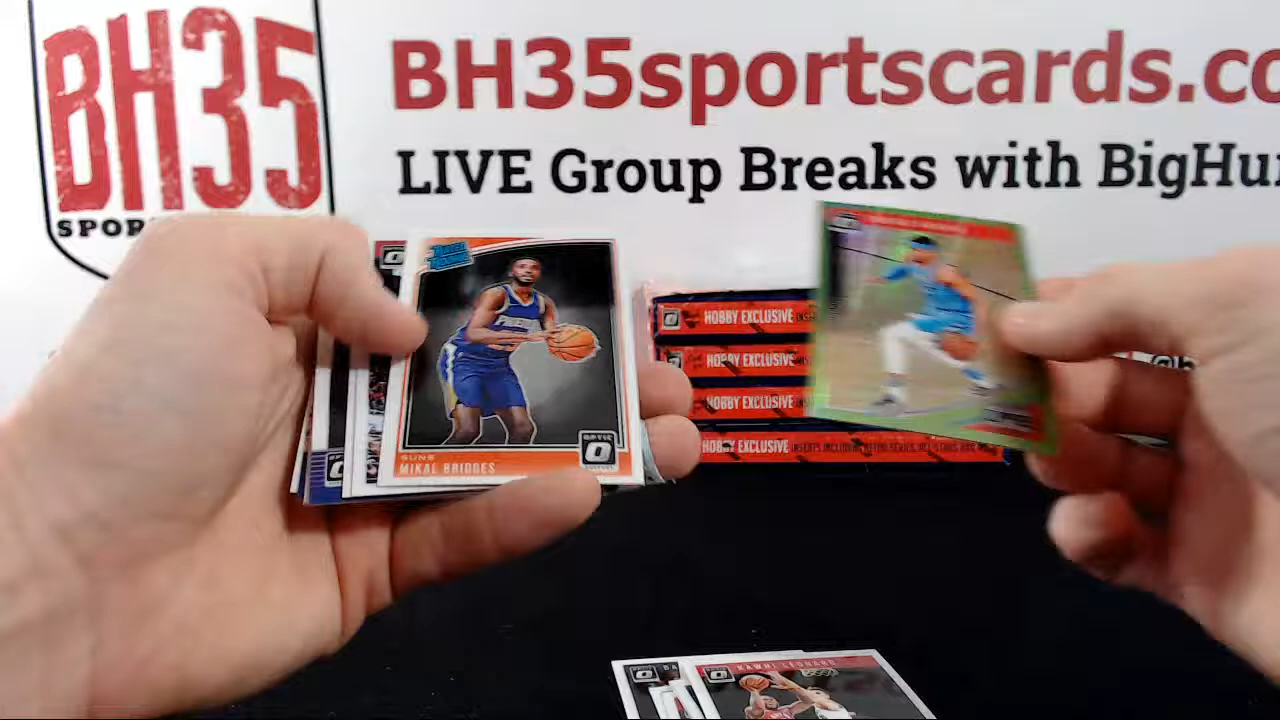 BH35
SPOR
BH35sportscards.co
LIVE Group Breaks with BigHu
HOBBY EXCLUSIVE
HOBBY EXCLUSIVE
HOBBY EXCLUSIVE
HOBBY EXCLUSIVE
RATED ROOKIE
OPTIC
SUNS
MIKAL BRIDGES
KAWHI LEONARD